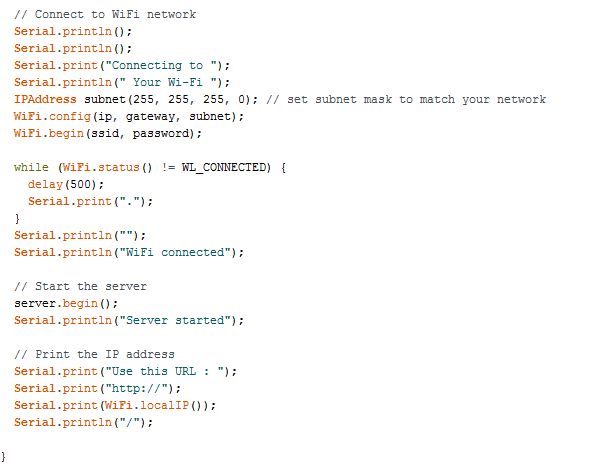 // Connect to WiFi network
Serial.println();
Serial.println();
Serial.print("Connecting to ");
Serial.println(" Your Wi-Fi ");
IPAddress subnet(255, 255, 255, 0); // set subnet mask to match your network
WiFi.config(ip, gateway, subnet);
WiFi.begin(ssid, password);

while (WiFi.status() != WL_CONNECTED) {
  delay(500);
  Serial.print(".");
}
Serial.println("");
Serial.println("WiFi connected");

// Start the server
server.begin();
Serial.println("Server started");

// Print the IP address
Serial.print("Use this URL : ");
Serial.print("http://");
Serial.print(WiFi.localIP());
Serial.println("/");

}